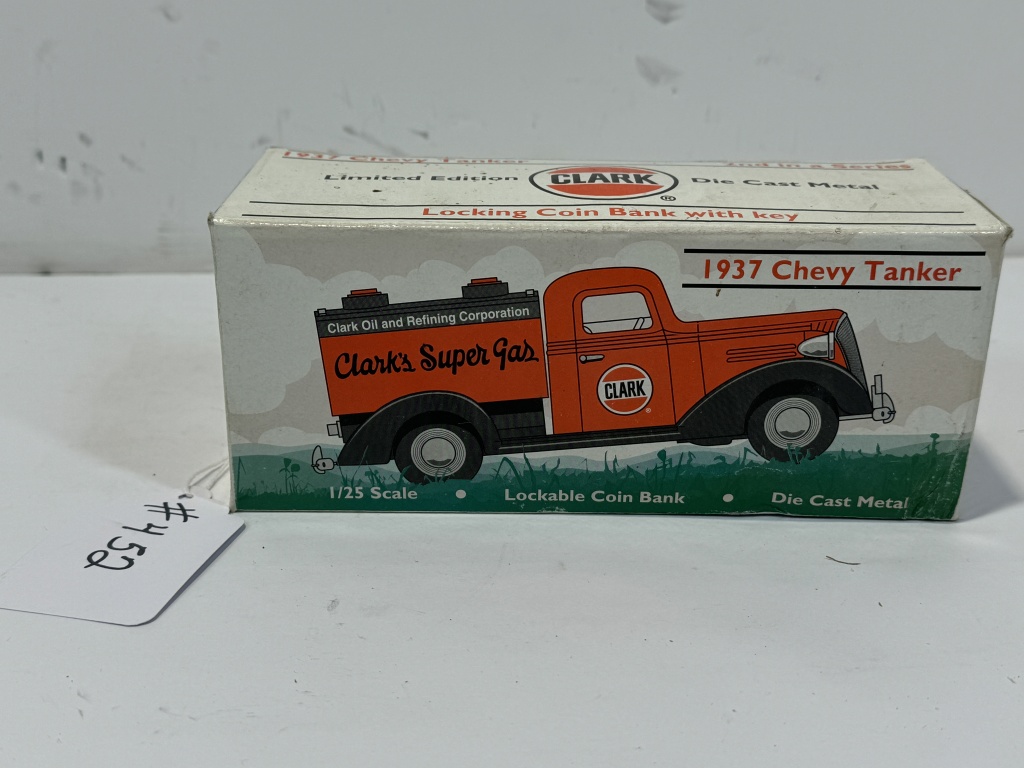 1937 Chevy Tanker 2nd in a Series
Limited Edition CLARK ® Die Cast Metal
Locking Coin Bank with key
1937 Chevy Tanker
Clark Oil and Refining Corporation
Clark's Super Gas
CLARK ®
1/25 Scale • Lockable Coin Bank • Die Cast Metal
#452